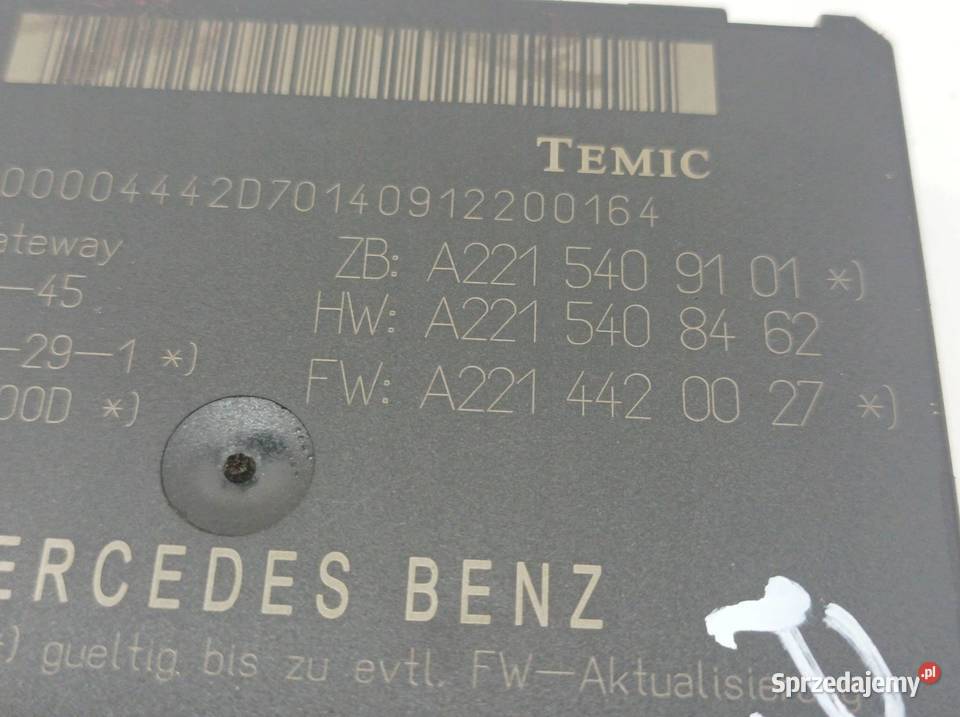 TEMIC
00004442D70140912200164
ateway
ZB: A221 540 91 01 *)
-45
HW: A221 540 84 62
-29-1 *)
FW: A221 442 00 27 *)
00D *)
ERCEDES BENZ
*) gueltig bis zu evtl. FW-Aktualisierung
Sprzedajemy.pl